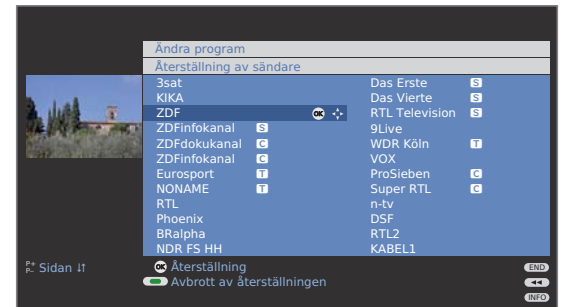 Ändra program
Återställning av sändare
3sat
KIKA
ZDF OK
ZDFinfokanal S
ZDFdokukanal C
ZDFinfokanal C
Eurosport T
NONAME T
RTL
Phoenix
BRalpha
NDR FS HH
Das Erste S
Das Vierte S
RTL Television S
9Live
WDR Köln T
VOX
ProSieben C
Super RTL C
n-tv
DSF
RTL2
KABEL1
P+ P- Sidan
OK Återställning
Avbrott av återställningen
END
INFO